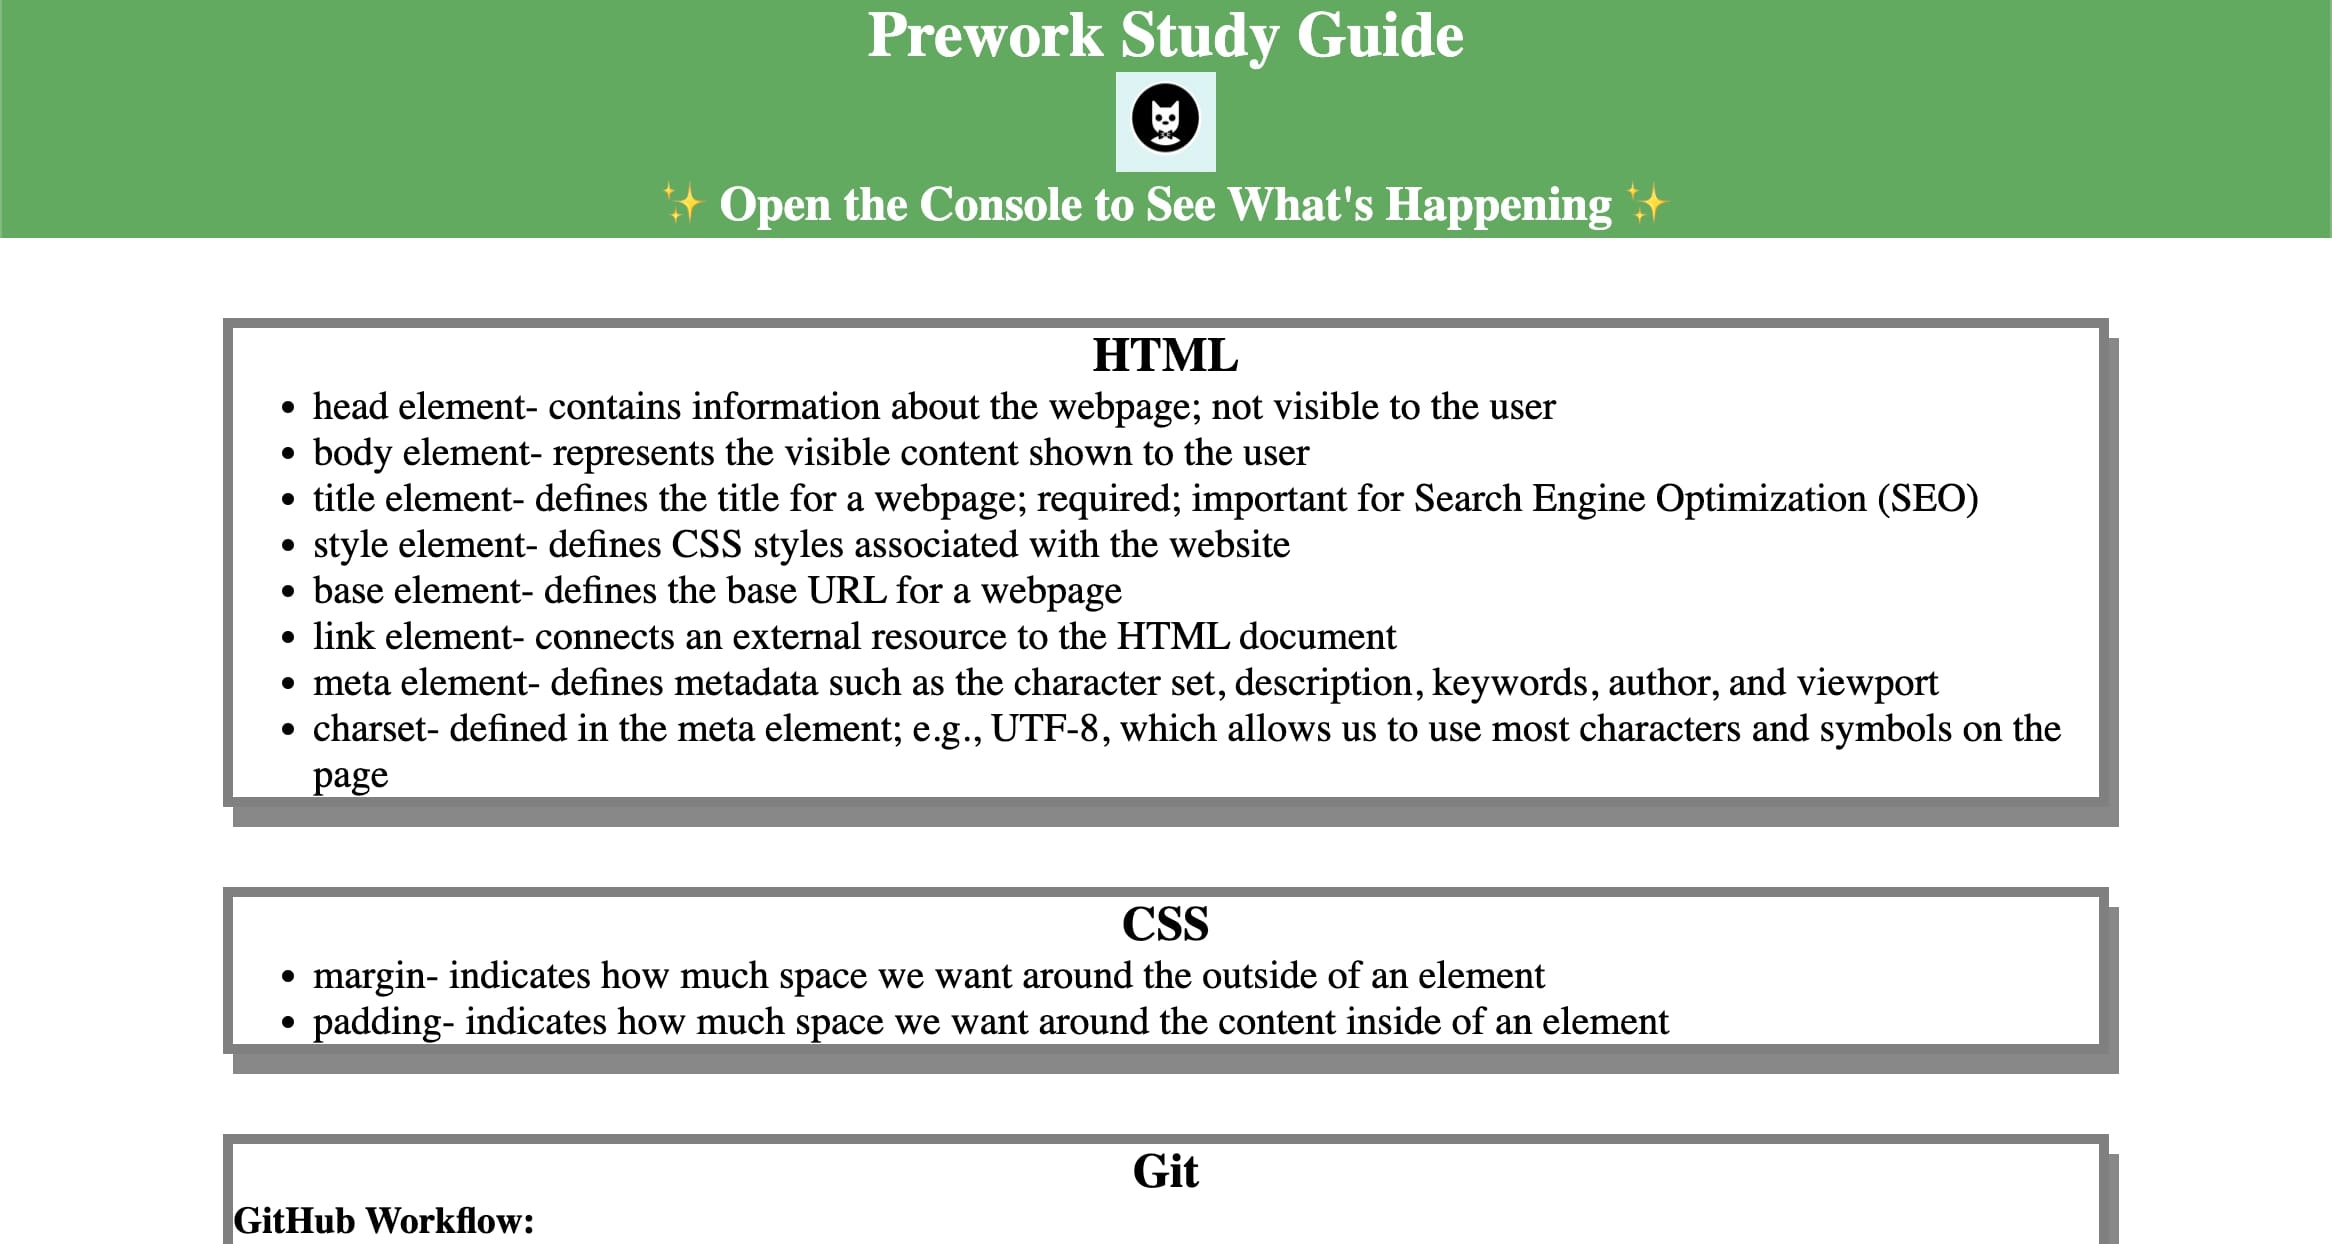 Prework Study Guide
✨ Open the Console to See What's Happening ✨
HTML
• head element- contains information about the webpage; not visible to the user
• body element- represents the visible content shown to the user
• title element- defines the title for a webpage; required; important for Search Engine Optimization (SEO)
• style element- defines CSS styles associated with the website
• base element- defines the base URL for a webpage
• link element- connects an external resource to the HTML document
• meta element- defines metadata such as the character set, description, keywords, author, and viewport
• charset- defined in the meta element; e.g., UTF-8, which allows us to use most characters and symbols on the
page
CSS
• margin- indicates how much space we want around the outside of an element
• padding- indicates how much space we want around the content inside of an element
Git
GitHub Workflow: